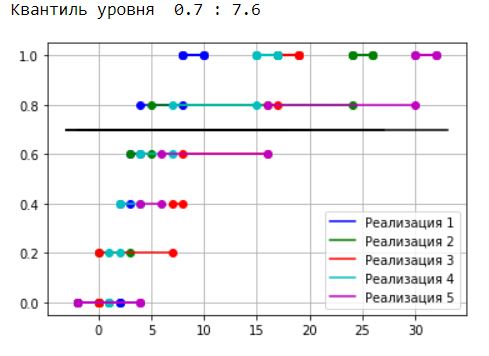 Квантиль уровня 0.7 : 7.6
1.0
0.8
0.6
0.4
0.2
0.0
0 5 10 15 20 25 30
Реализация 1
Реализация 2
Реализация 3
Реализация 4
Реализация 5